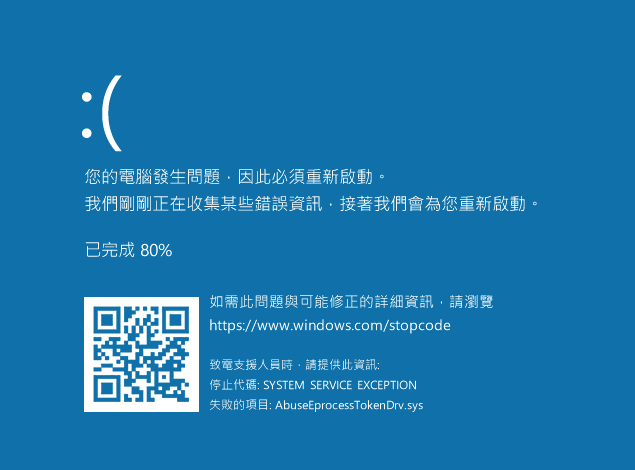 :(
您的電腦發生問題，因此必須重新啟動。
我們剛剛正在收集某些錯誤資訊，接著我們會為您重新啟動。
已完成 80%
如需此問題與可能修正的詳細資訊，請瀏覽
https://www.windows.com/stopcode
致電支援人員時，請提供此資訊:
停止代碼: SYSTEM SERVICE EXCEPTION
失敗的項目: AbuseEprocessTokenDrv.sys